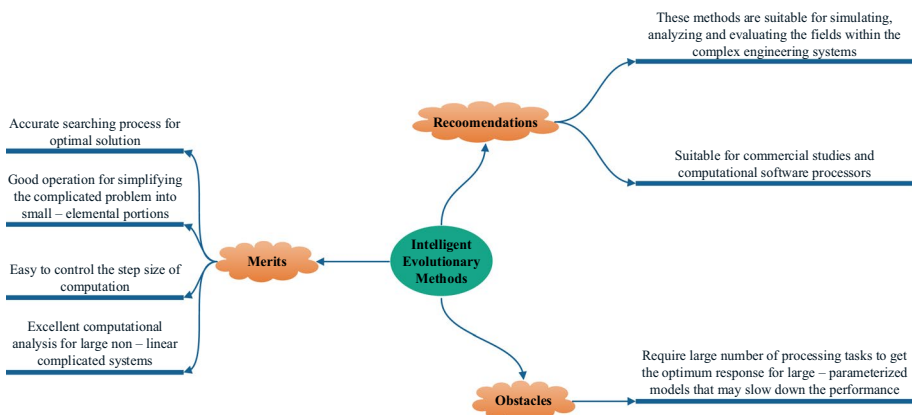 These methods are suitable for simulating,
analyzing and evaluating the fields within the
complex engineering systems
Recoomendations
Suitable for commercial studies and
computational software processors
Accurate searching process for
optimal solution
Good operation for simplifying
the complicated problem into
small – elemental portions
Easy to control the step size of
computation
Excellent computational
analysis for large non – linear
complicated systems
Merits
Intelligent
Evolutionary
Methods
Obstacles
Require large number of processing tasks to get
the optimum response for large – parameterized
models that may slow down the performance